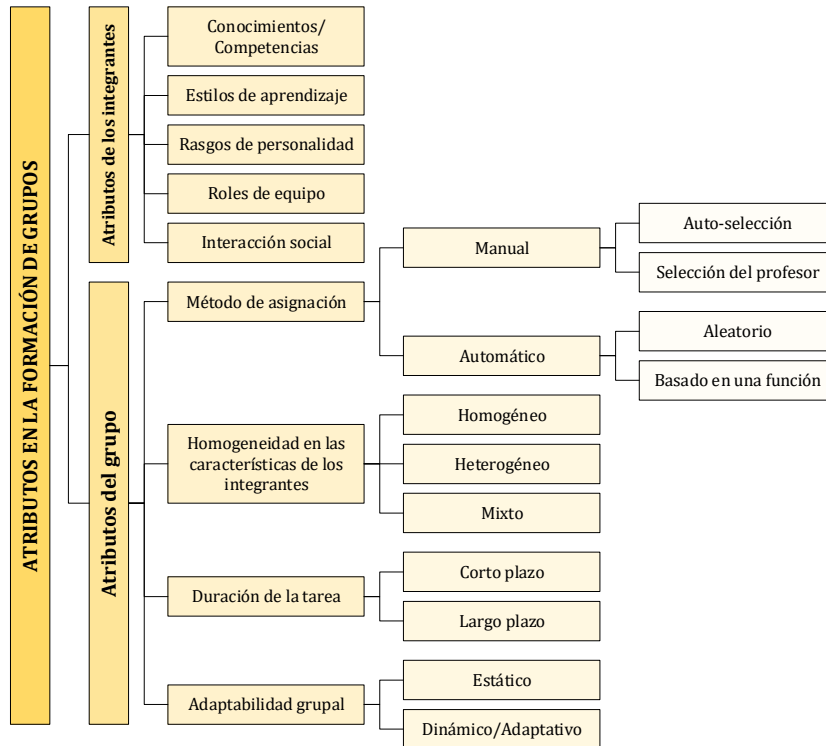 ATRIBUTOS EN LA FORMACIÓN DE GRUPOS
Atributos de los integrantes
Conocimientos/
Competencias
Estilos de aprendizaje
Rasgos de personalidad
Roles de equipo
Interacción social
Atributos del grupo
Método de asignación
Manual
Auto-selección
Selección del profesor
Automático
Aleatorio
Basado en una función
Homogeneidad en las
características de los
integrantes
Homogéneo
Heterogéneo
Mixto
Duración de la tarea
Corto plazo
Largo plazo
Adaptabilidad grupal
Estático
Dinámico/Adaptativo